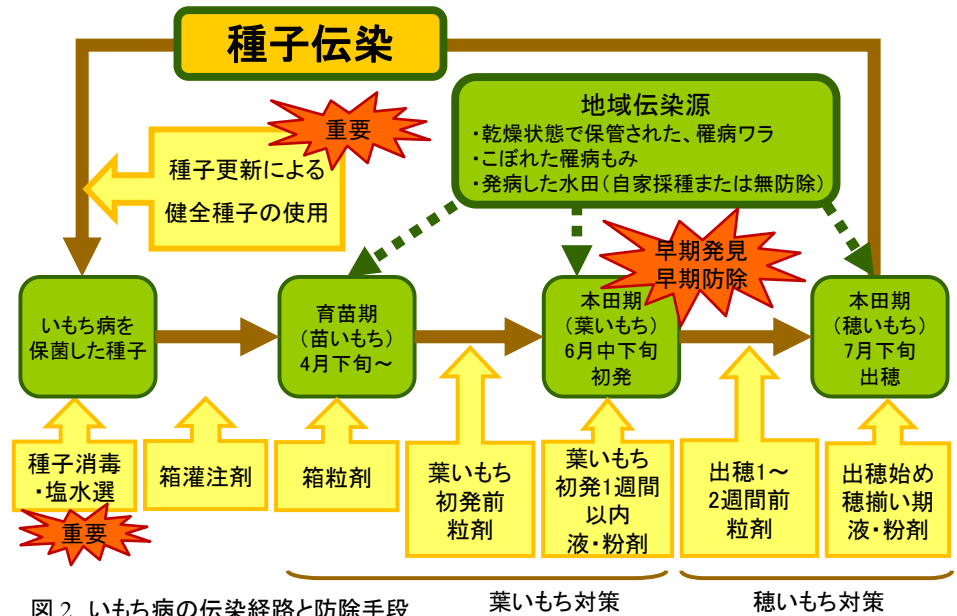 種子伝染
地域伝染源
・乾燥状態で保管された、罹病ワラ
・こぼれた罹病もみ
・発病した水田(自家採種または無防除)
重要
種子更新による
健全種子の使用
早期発見
早期防除
いもち病を
保菌した種子
育苗期
(苗いもち)
4月下旬～
本田期
(葉いもち)
6月中下旬
初発
本田期
(穂いもち)
7月下旬
出穂
種子消毒
・塩水選
重要
箱灌注剤
箱粒剤
葉いもち
初発前
粒剤
葉いもち
初発1週間
以内
液・粉剤
出穂1～
2週間前
粒剤
出穂始め
穂揃い期
液・粉剤
葉いもち対策
穂いもち対策
図2 いもち病の伝染経路と防除手段